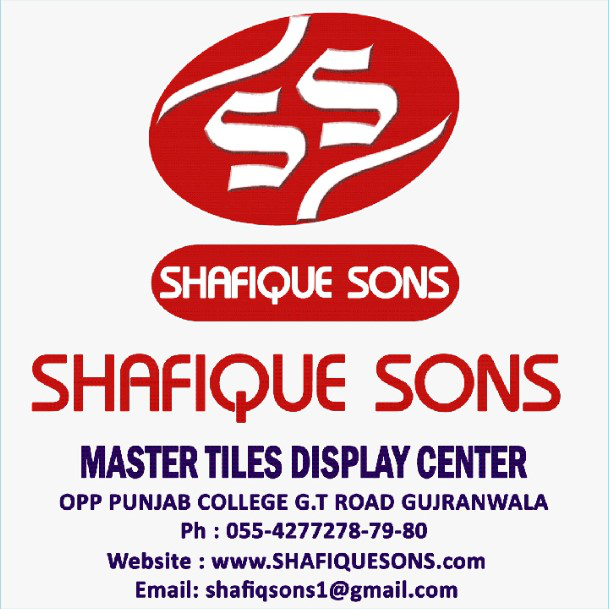 SS
SHAFIQUE SONS
SHAFIQUE SONS
MASTER TILES DISPLAY CENTER
OPP PUNJAB COLLEGE G.T ROAD GUJRANWALA
Ph : 055-4277278-79-80
Website : www.SHAFIQUESONS.com
Email: shafiqsons1@gmail.com